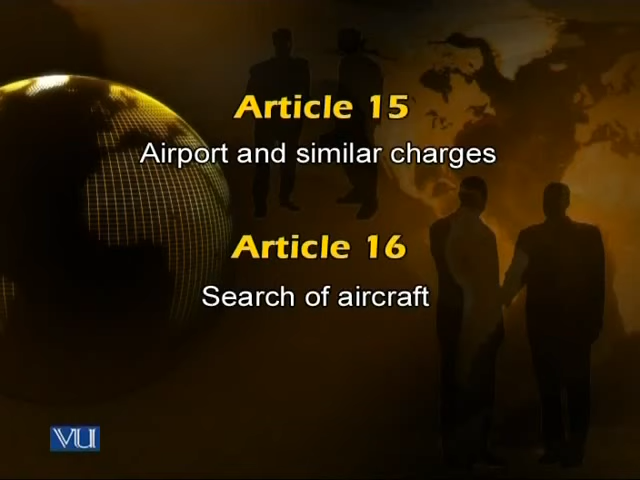 Article 15
Airport and similar charges
Article 16
Search of aircraft
VU